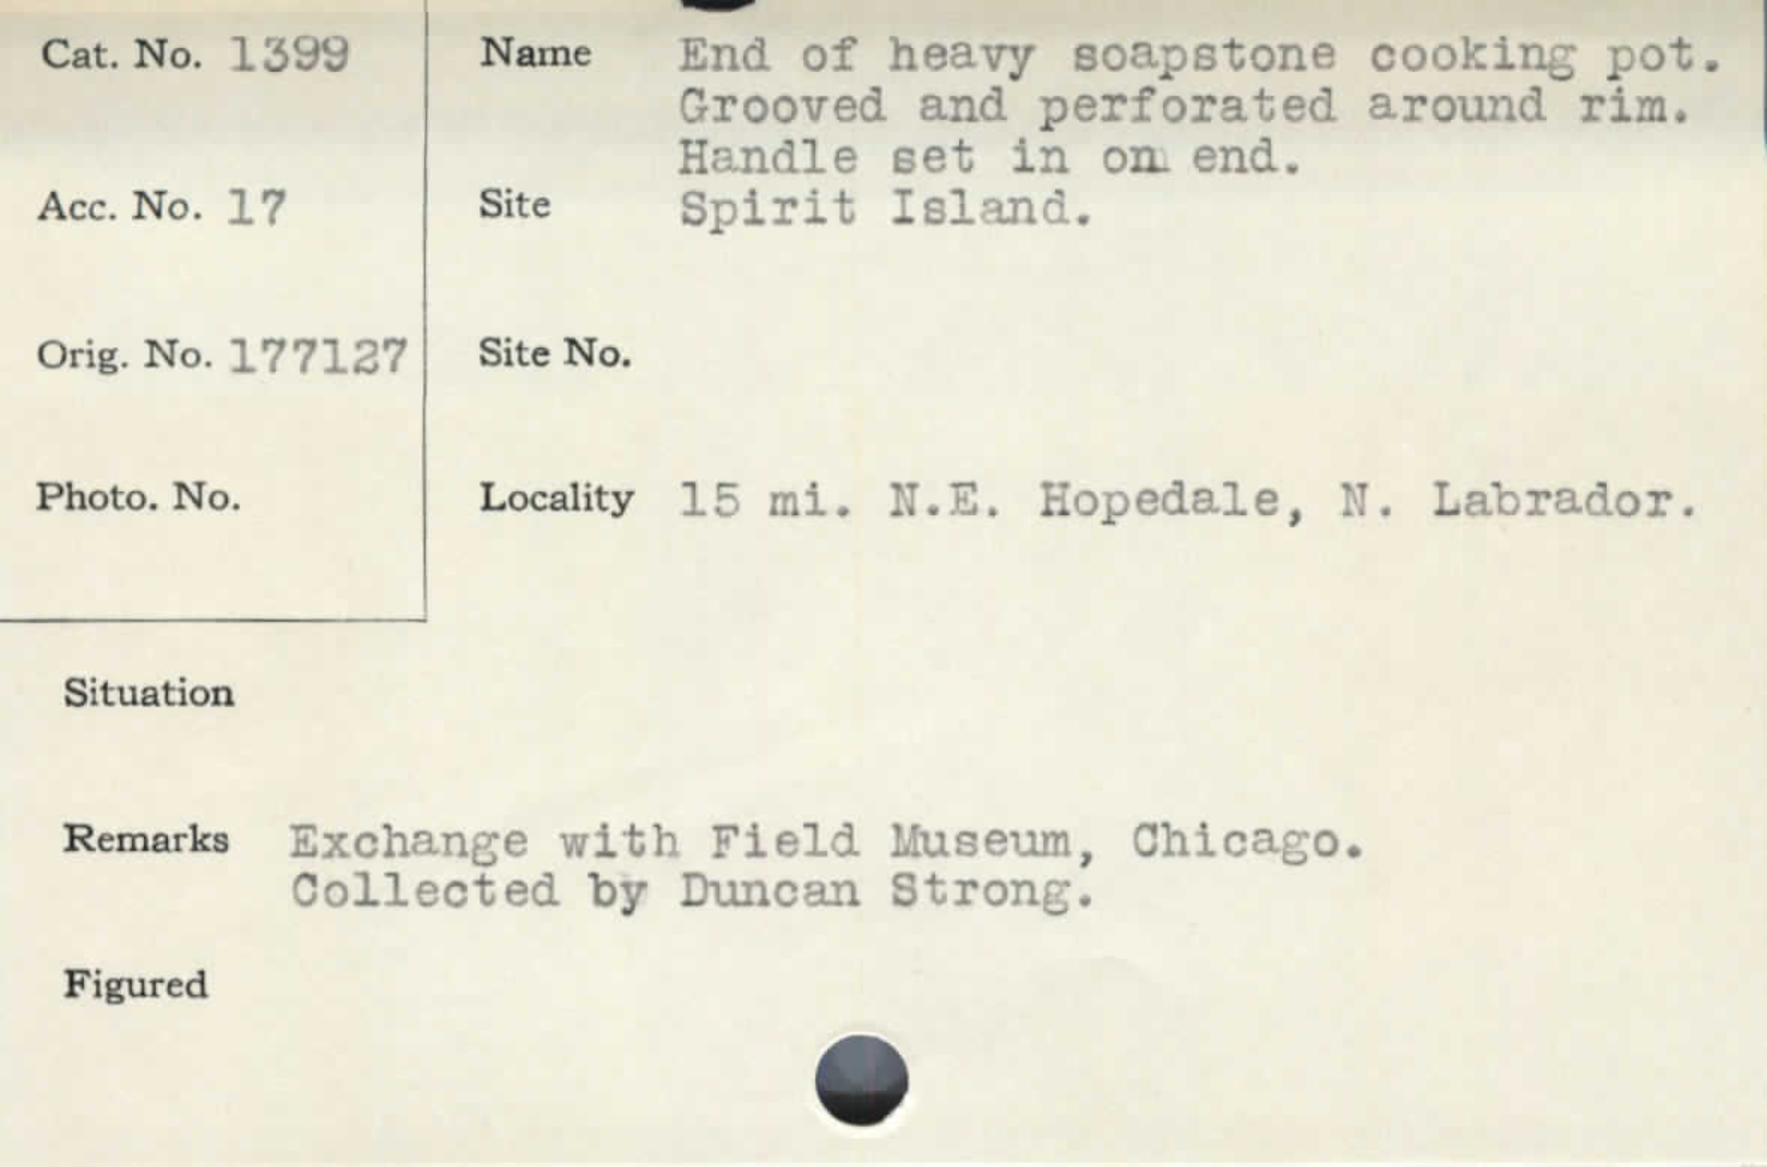 Cat. No. 1399
Name End of heavy soapstone cooking pot.
Grooved and perforated around rim.
Handle set in on end.
Acc. No. 17
Site Spirit Island.
Orig. No. 177127
Site No.
Photo. No.
Locality 15 mi. N.E. Hopedale, N. Labrador.
Situation
Remarks Exchange with Field Museum, Chicago.
Collected by Duncan Strong.
Figured